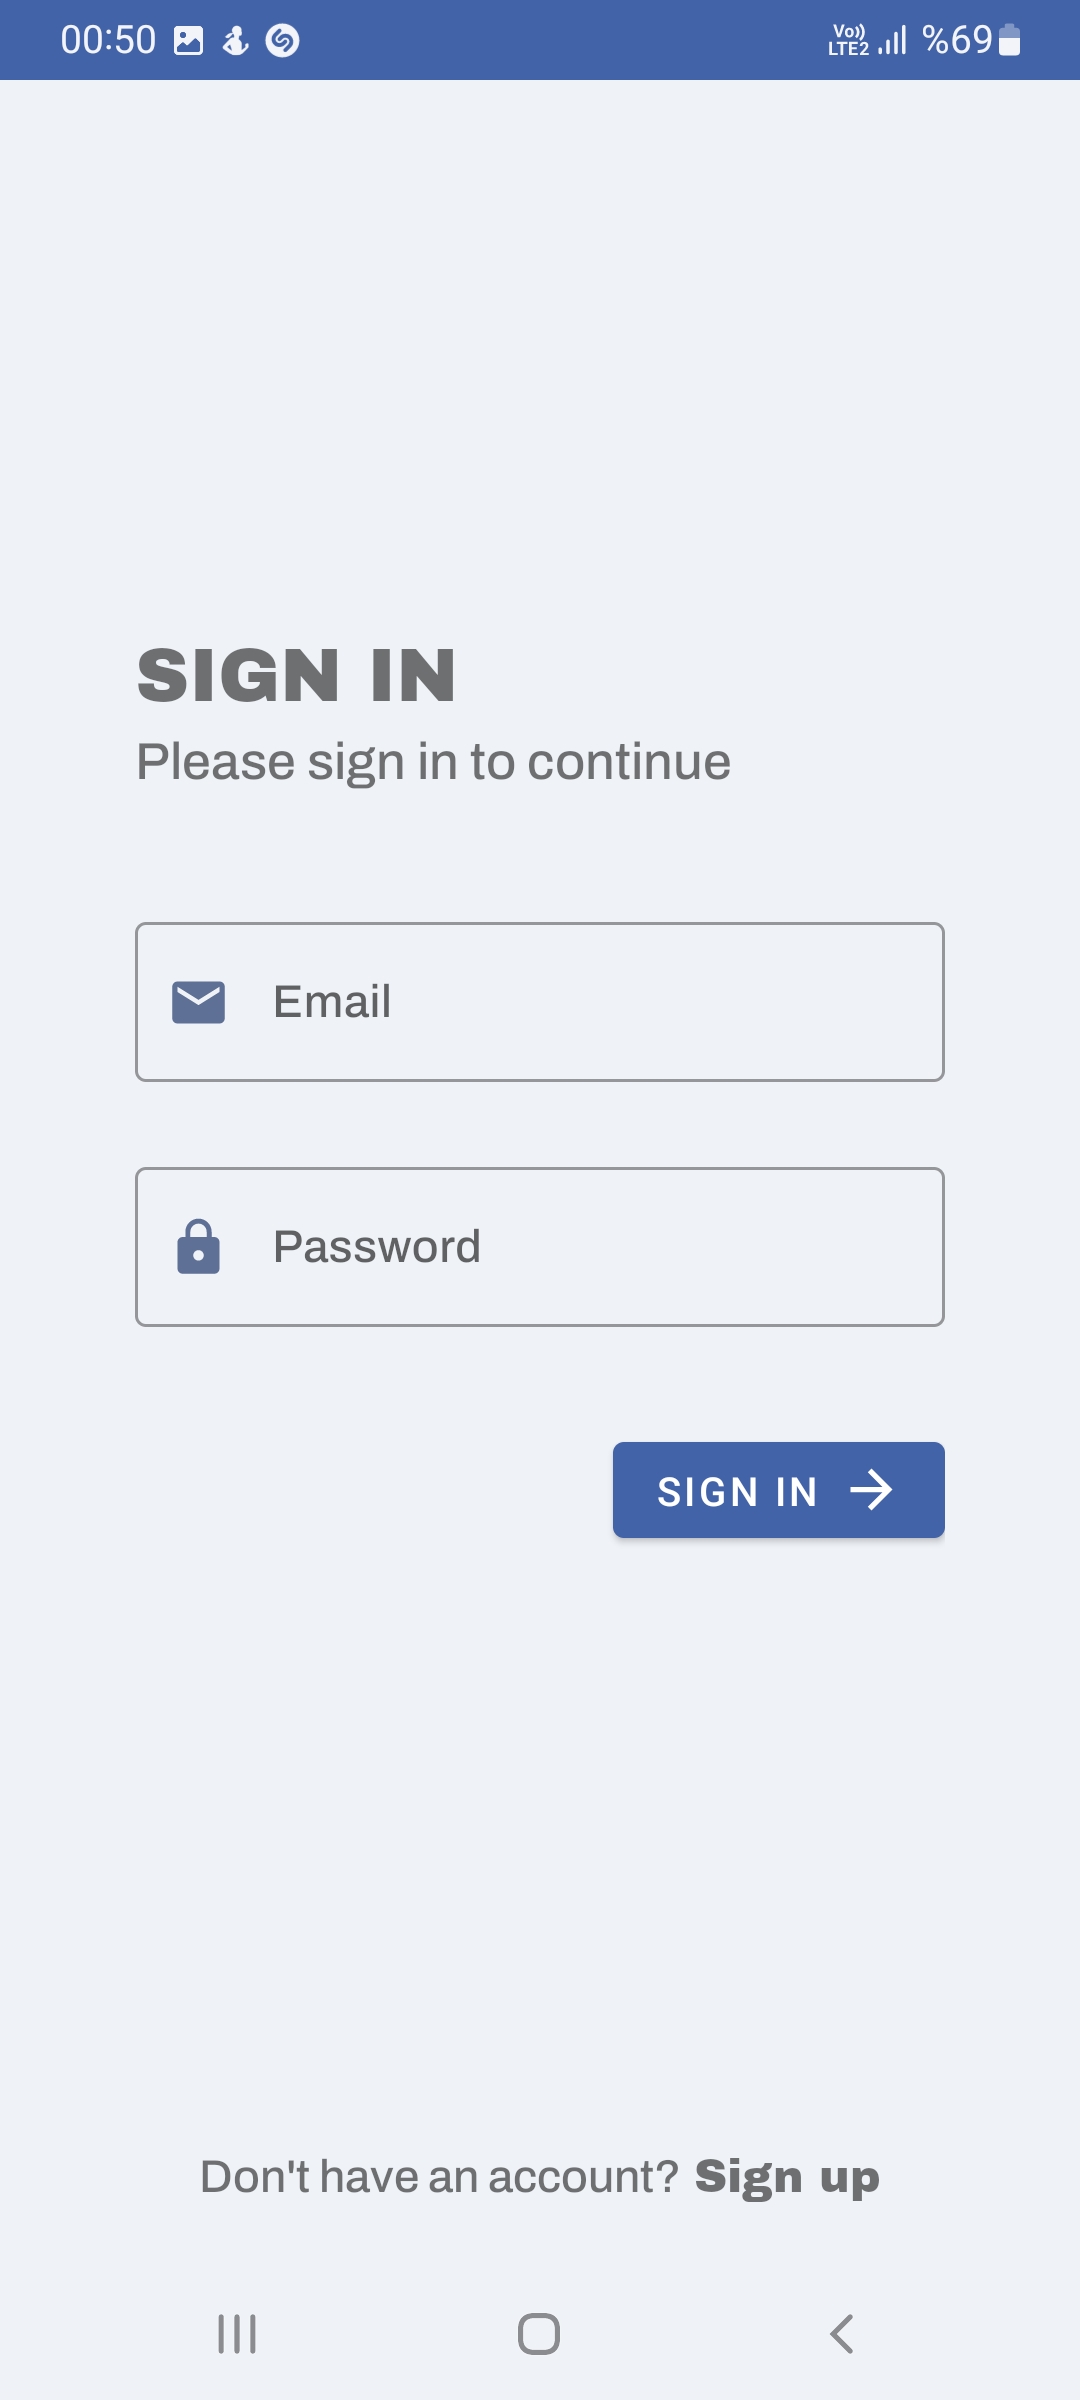 00:50 Vo)) LTE2 %69
SIGN IN
Please sign in to continue
Email
Password
SIGN IN
Don't have an account? Sign up